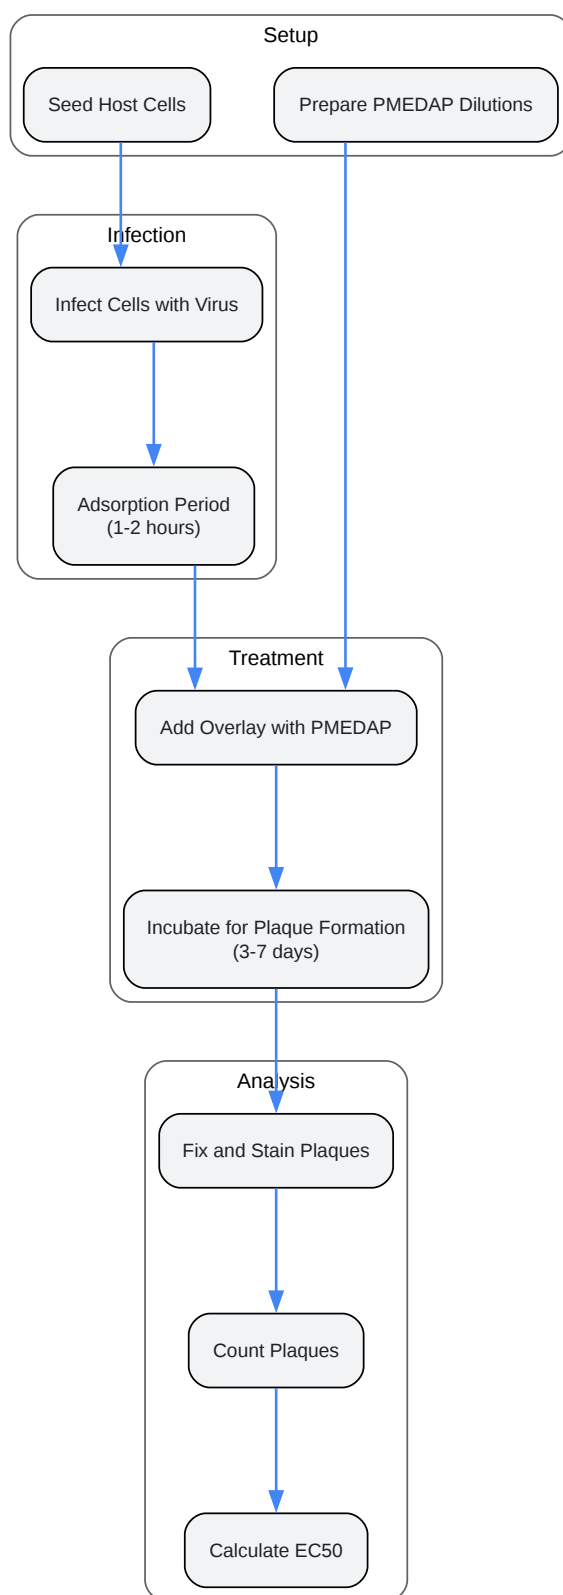 Setup
Seed Host Cells
Prepare PMEDAP Dilutions
Infection
Infect Cells with Virus
Adsorption Period
(1-2 hours)
Treatment
Add Overlay with PMEDAP
Incubate for Plaque Formation
(3-7 days)
Analysis
Fix and Stain Plaques
Count Plaques
Calculate EC50